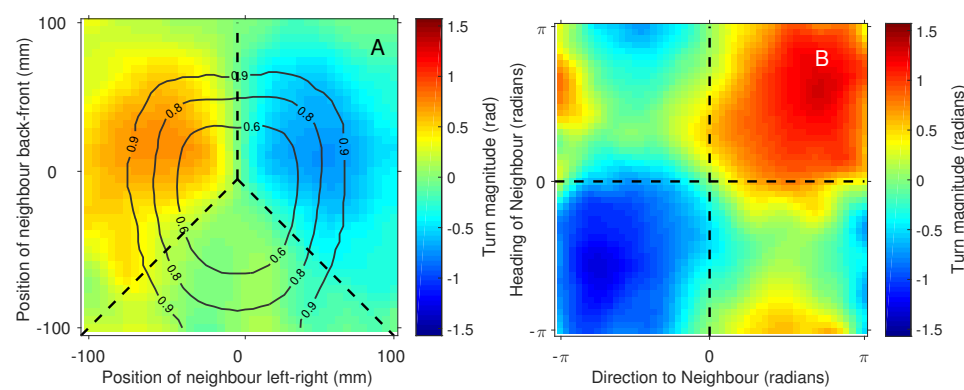 100
0
-100
-100
0
100
Position of neighbour back-front (mm)
Position of neighbour left-right (mm)
A
0.9
0.8
0.6
0.9
0.8
0.9
0.6
0.6
0.8
0.8
0.9
0.9
1.5
1
0.5
0
-0.5
-1
-1.5
Turn magnitude (rad)
π
0
-π
-π
0
π
Heading of Neighbour (radians)
Direction to Neighbour (radians)
B
1.5
1
0.5
0
-0.5
-1
-1.5
Turn magnitude (radians)